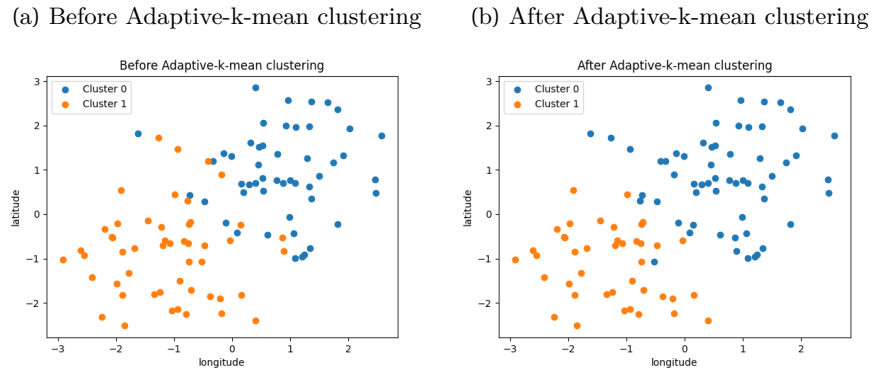 (a) Before Adaptive-k-mean clustering
(b) After Adaptive-k-mean clustering
Before Adaptive-k-mean clustering
3
2
1
0
−1
−2
latitude
Cluster 0
Cluster 1
−3 −2 −1 0 1 2
longitude
After Adaptive-k-mean clustering
3
2
1
0
−1
−2
latitude
Cluster 0
Cluster 1
−3 −2 −1 0 1 2
longitude